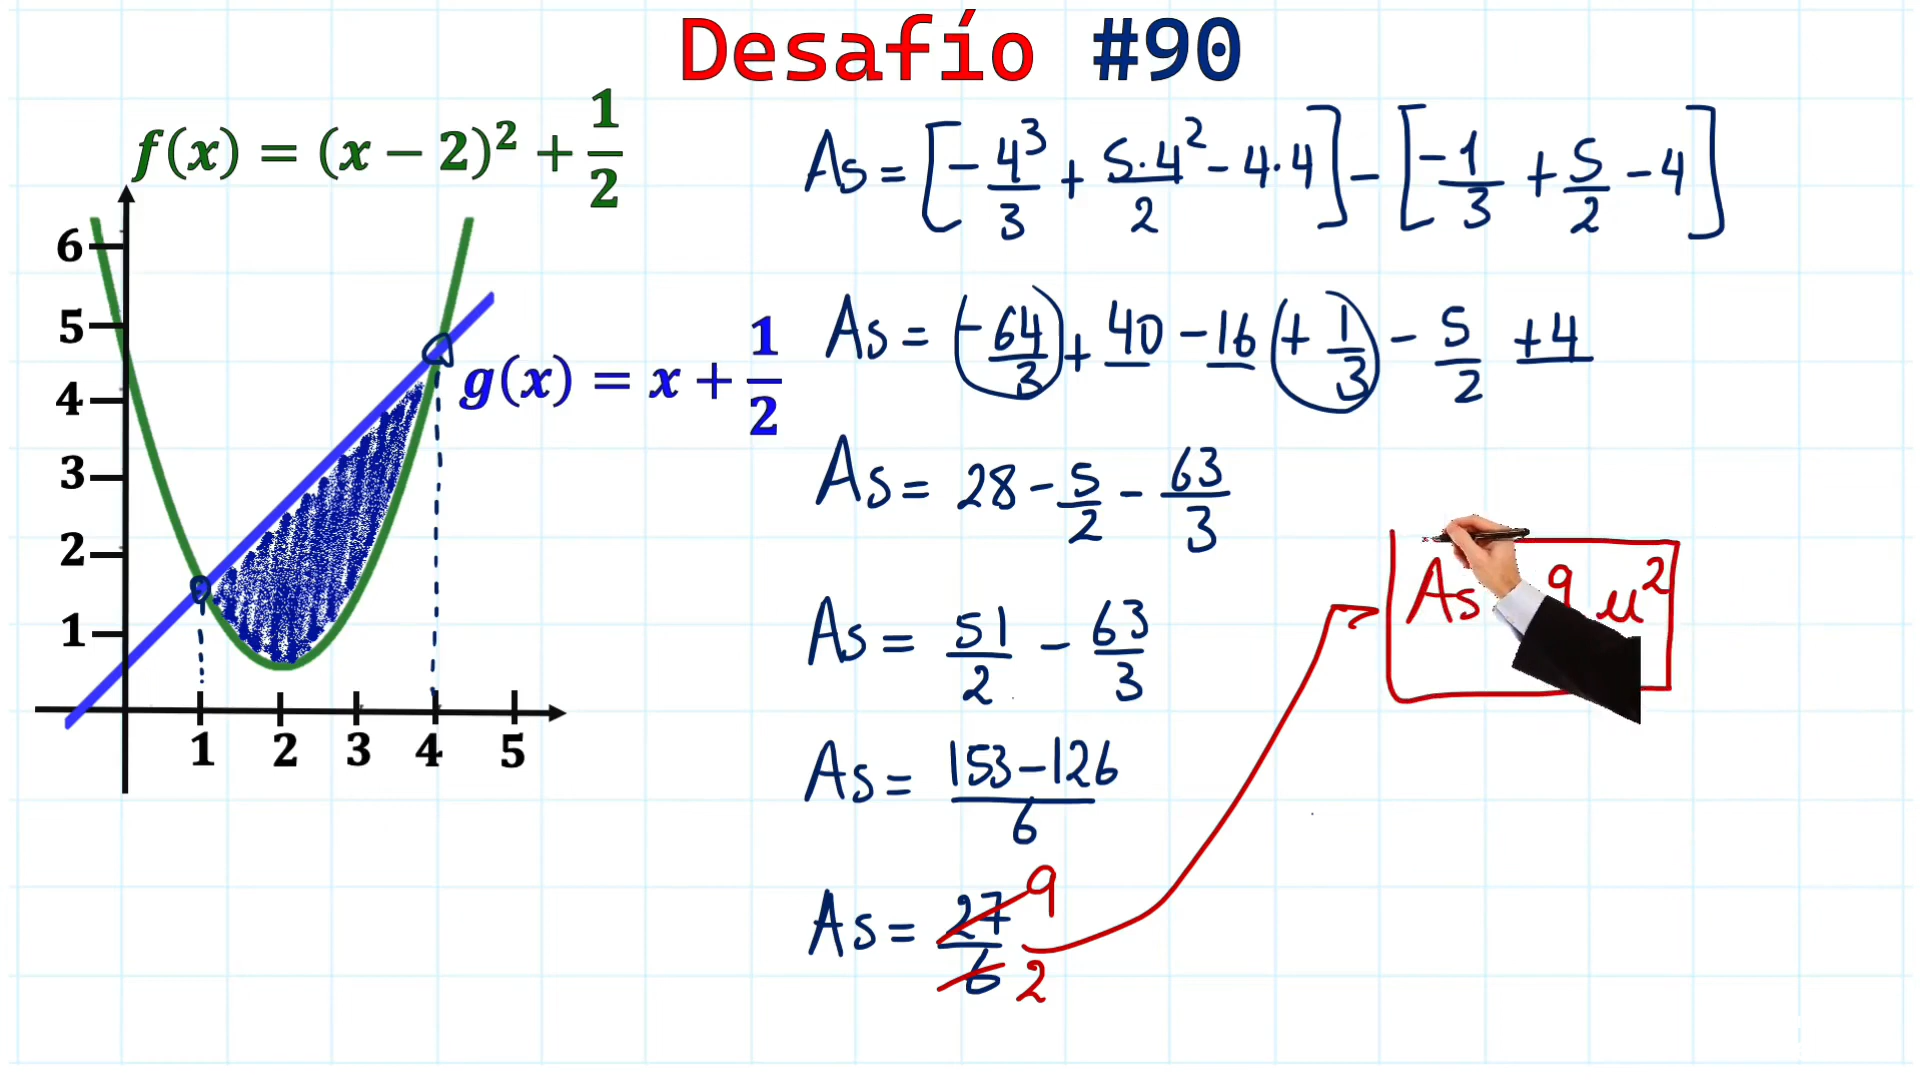 Desafío #90
f(x) = (x − 2)² + 1/2
6
5
4
3
2
1
1 2 3 4 5
g(x) = x + 1/2
As = [−4³/3 + 5·4²/2 − 4·4] − [−1/3 + 5/2 − 4]
As = (−64/3) + 40 − 16 (+ 1/3) − 5/2 + 4
As = 28 − 5/2 − 63/3
As = 51/2 − 63/3
As = 153−126/6
As = 27/6 9/2
As 9 u²